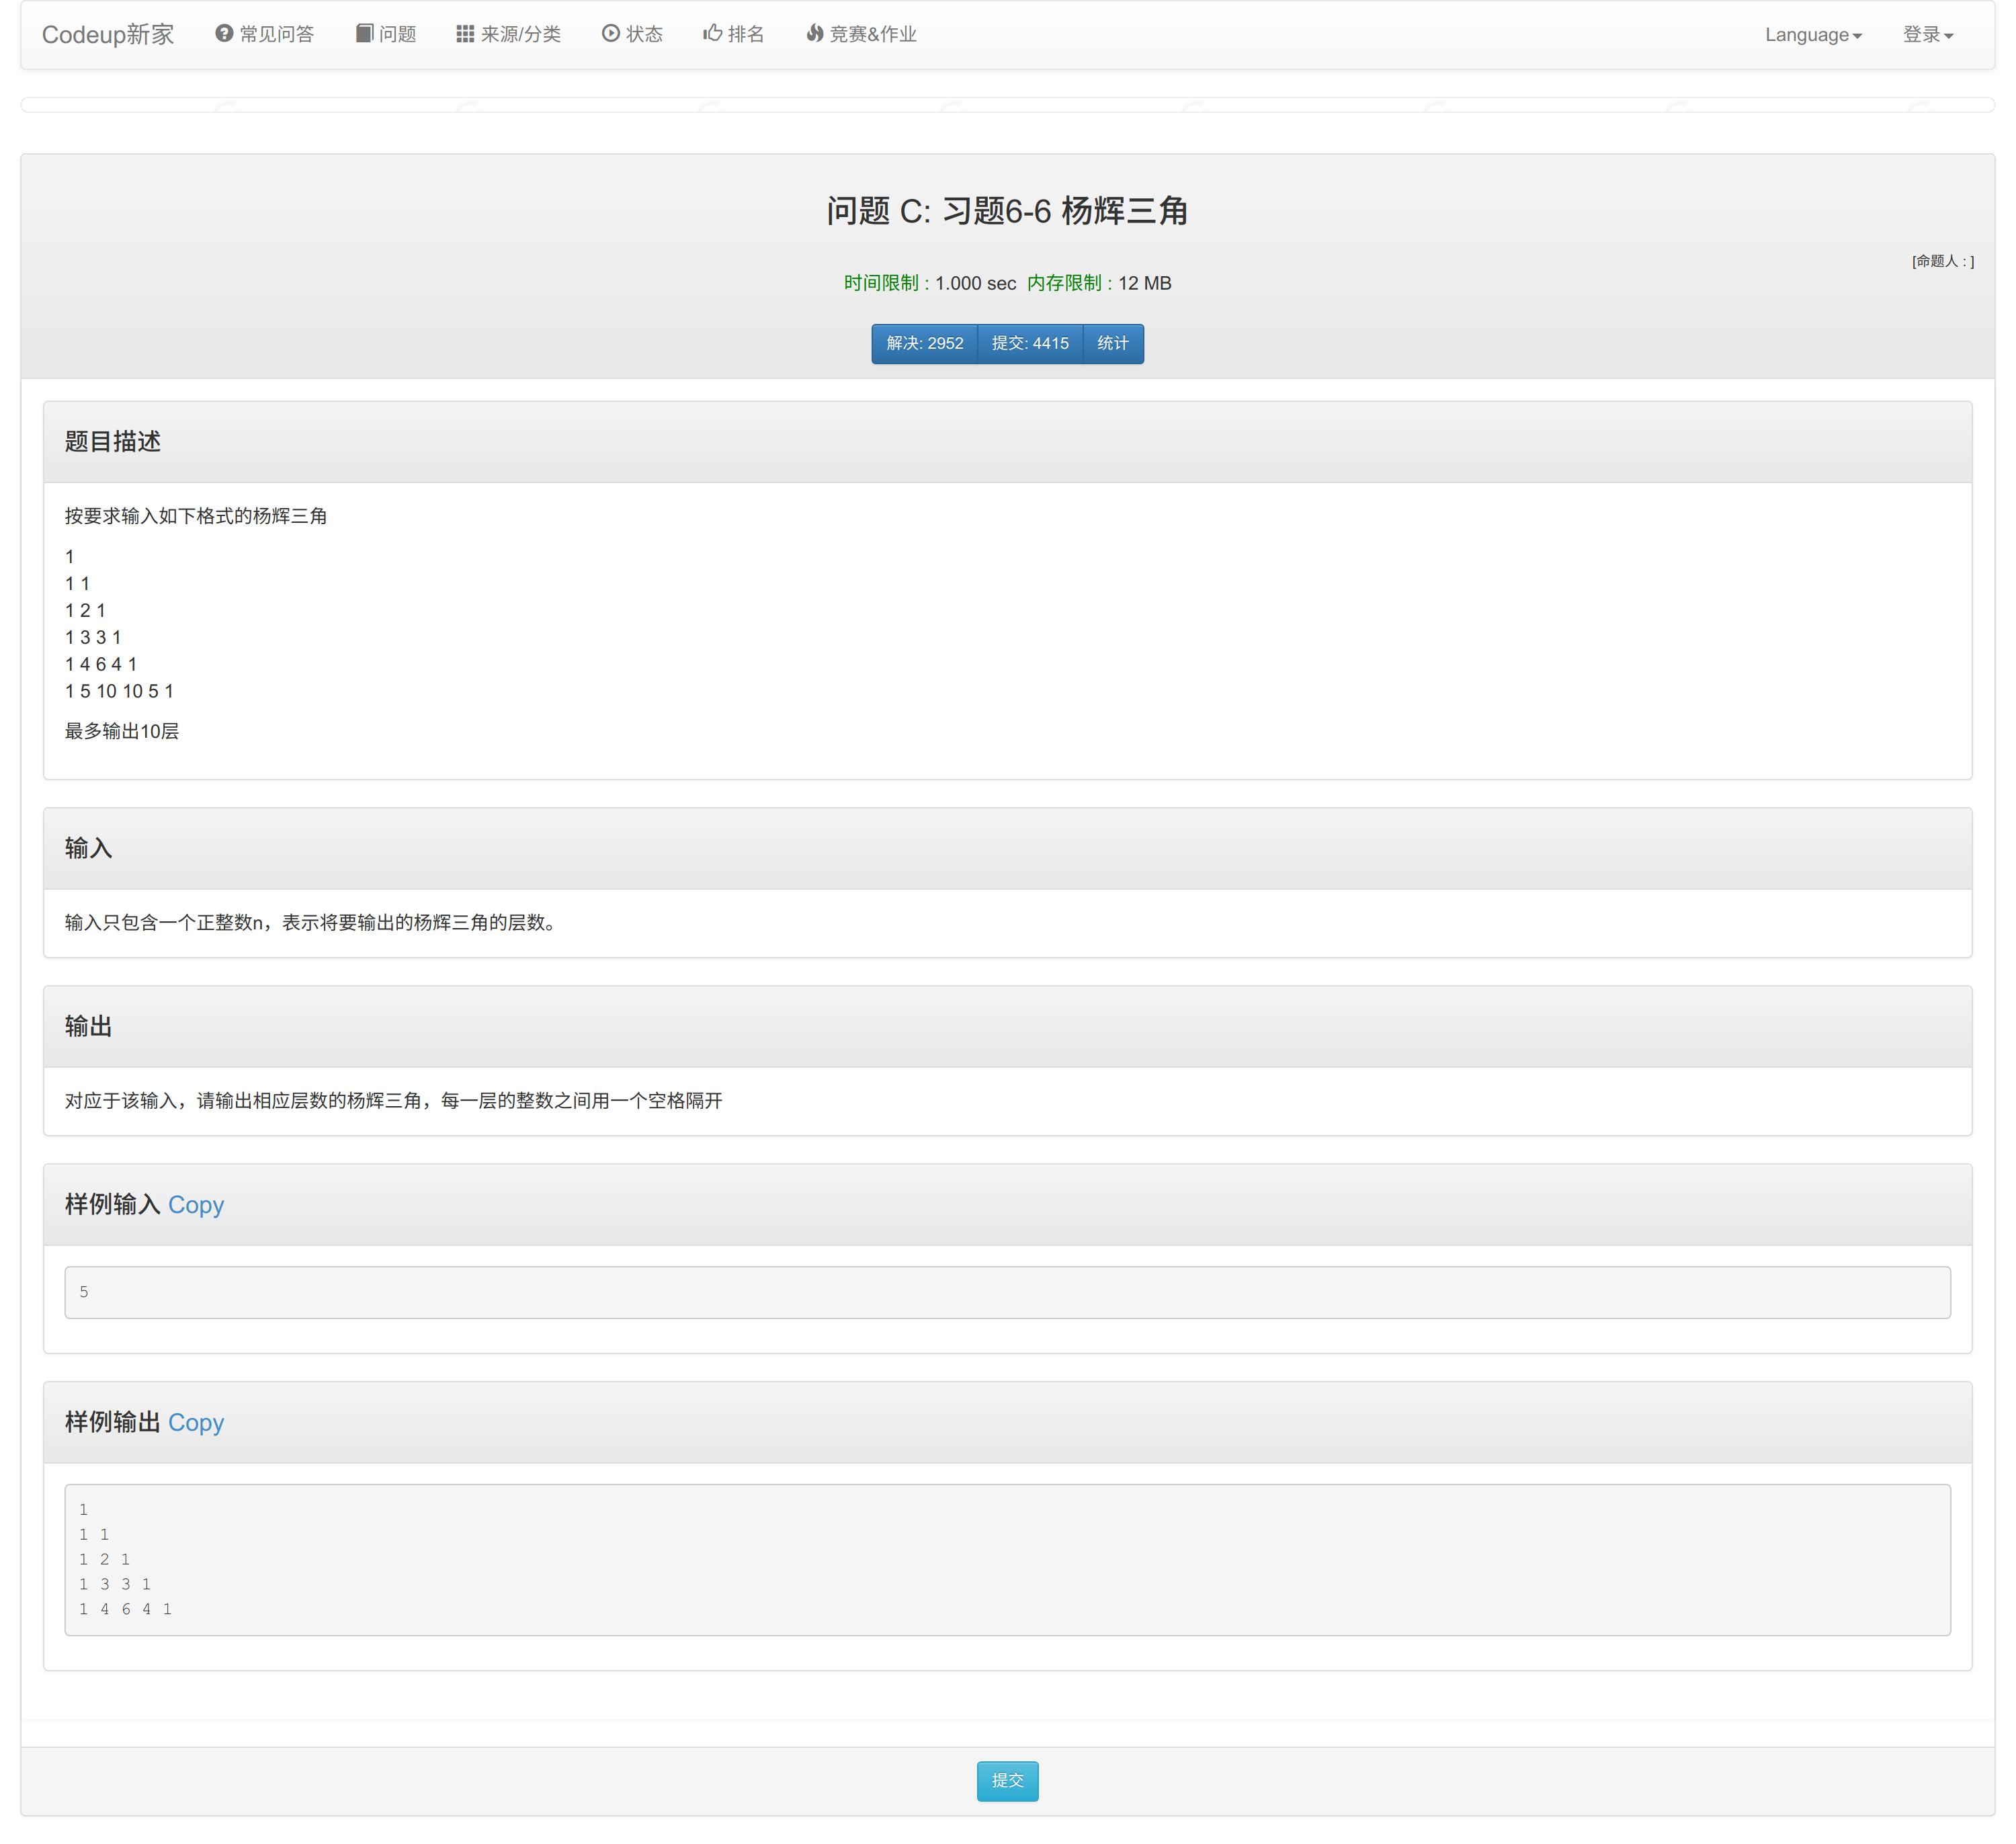 Codeup新家 常见问答 问题 来源/分类 状态 排名 竞赛&作业 Language 登录
问题 C: 习题6-6 杨辉三角
[命题人 : ]
时间限制 : 1.000 sec 内存限制 : 12 MB
解决: 2952 提交: 4415 统计
题目描述
按要求输入如下格式的杨辉三角
1
1 1
1 2 1
1 3 3 1
1 4 6 4 1
1 5 10 10 5 1
最多输出10层
输入
输入只包含一个正整数n，表示将要输出的杨辉三角的层数。
输出
对应于该输入，请输出相应层数的杨辉三角，每一层的整数之间用一个空格隔开
样例输入 Copy
5
样例输出 Copy
1
1 1
1 2 1
1 3 3 1
1 4 6 4 1
提交